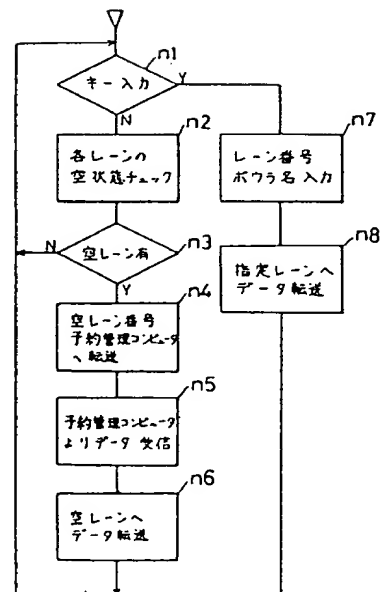 n1
キー入力
Y
N
n2
各レーンの
空状態チェック
n7
レーン番号
ボウラ名入力
N
n3
空レーン有
Y
n8
指定レーンへ
データ転送
n4
空レーン番号
予約管理コンピュータ
へ転送
n5
予約管理コンピュータ
よりデータ受信
n6
空レーンへ
データ転送